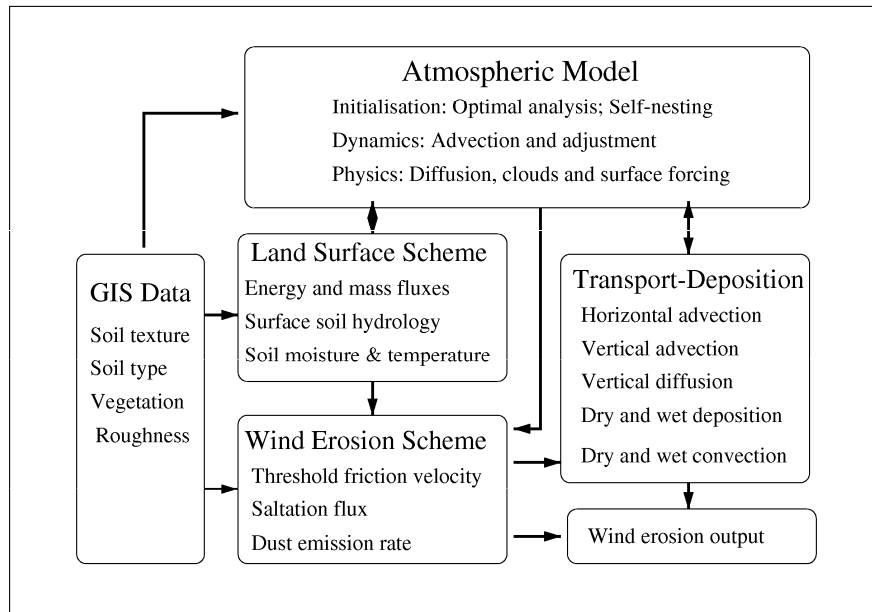 Atmospheric Model
Initialisation: Optimal analysis; Self-nesting
Dynamics: Advection and adjustment
Physics: Diffusion, clouds and surface forcing
GIS Data
Soil texture
Soil type
Vegetation
Roughness
Land Surface Scheme
Energy and mass fluxes
Surface soil hydrology
Soil moisture & temperature
Wind Erosion Scheme
Threshold friction velocity
Saltation flux
Dust emission rate
Transport-Deposition
Horizontal advection
Vertical advection
Vertical diffusion
Dry and wet deposition
Dry and wet convection
Wind erosion output